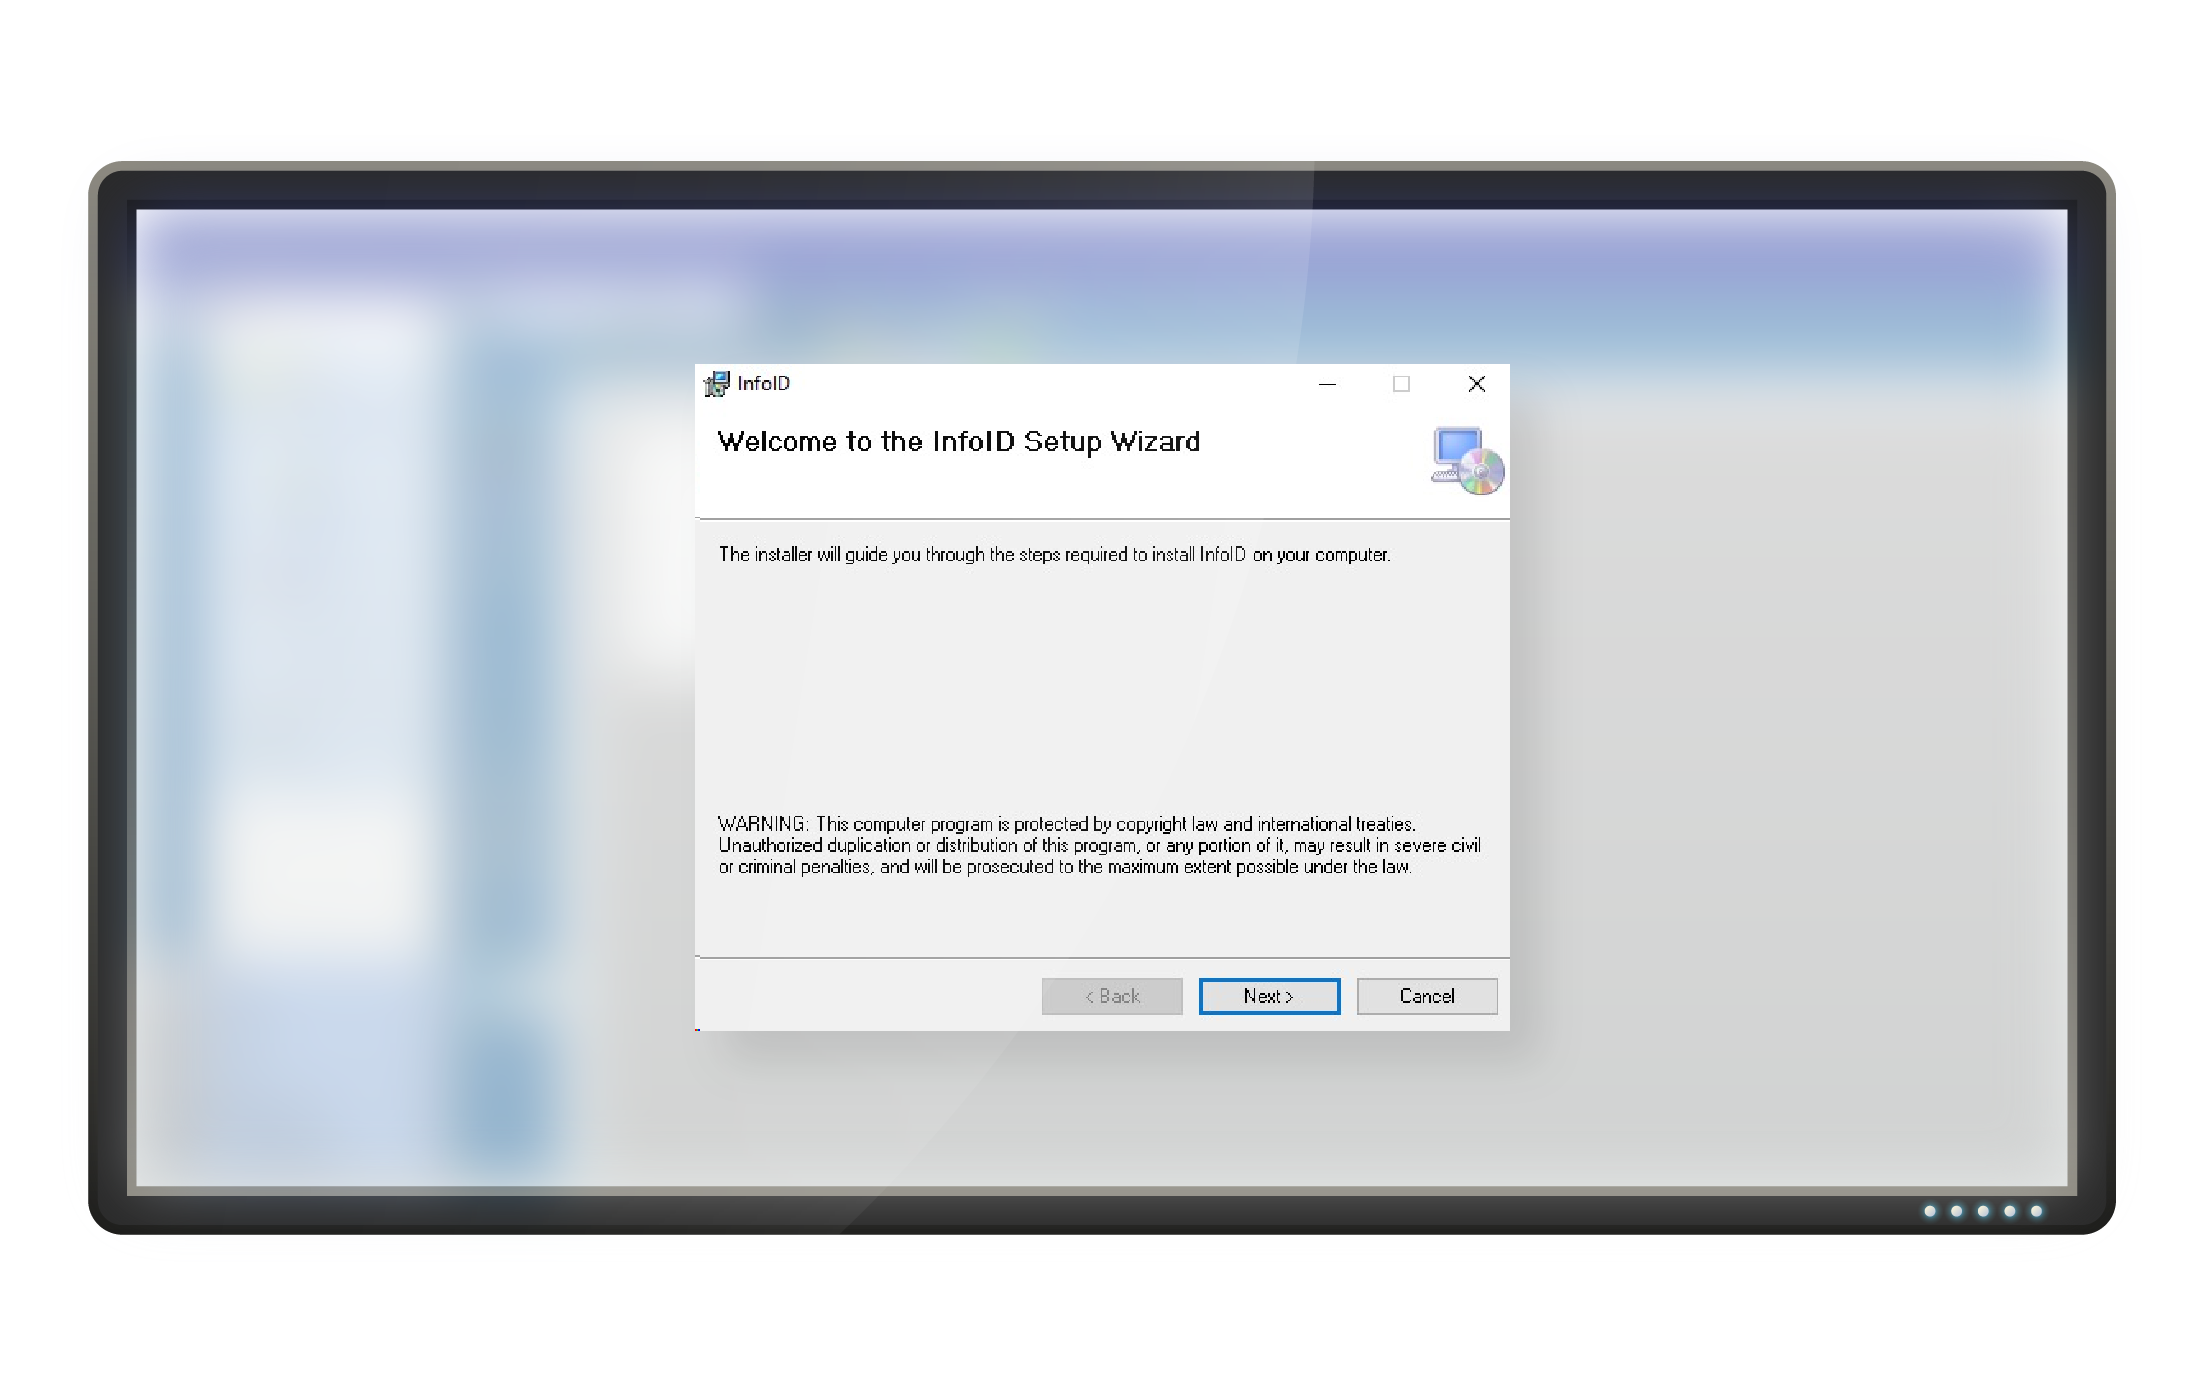 InfoID
Welcome to the InfoID Setup Wizard
The installer will guide you through the steps required to install InfoID on your computer.
WARNING: This computer program is protected by copyright law and international treaties.
Unauthorized duplication or distribution of this program, or any portion of it, may result in severe civil
or criminal penalties, and will be prosecuted to the maximum extent possible under the law.
< Back
Next >
Cancel